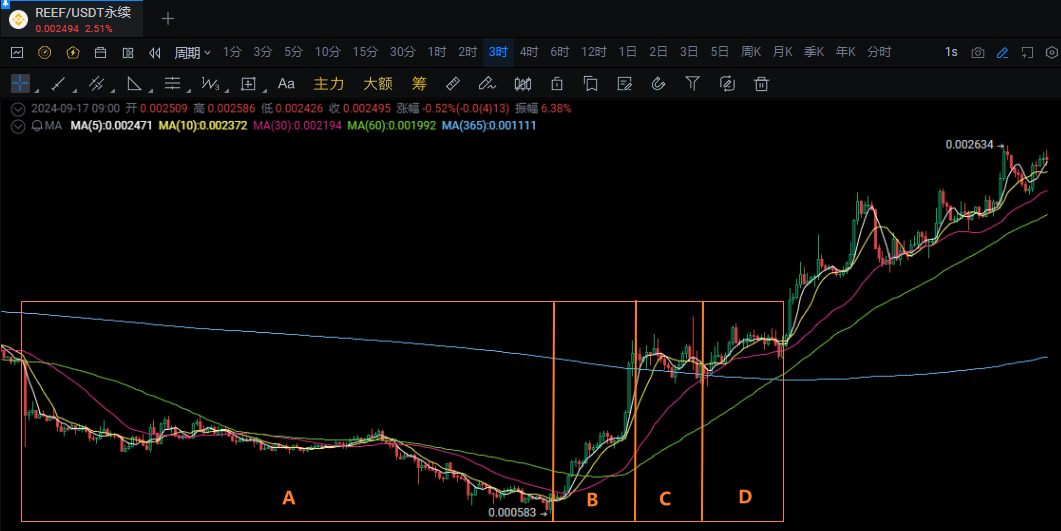 REEF/USDT永续
0.002494 2.51%
周期 1分 3分 5分 10分 15分 30分 1时 2时 3时 4时 6时 12时 1日 2日 3日 5日 周K 月K 季K 年K 分时 1s
Aa 主力 大额 筹
2024-09-17 09:00 开 0.002509 高 0.002586 低 0.002426 收 0.002495 涨幅 -0.52%(-0.0(4)13) 振幅 6.38%
MA MA(5):0.002471 MA(10):0.002372 MA(30):0.002194 MA(60):0.001992 MA(365):0.001111
0.002634
A B C D
0.000583